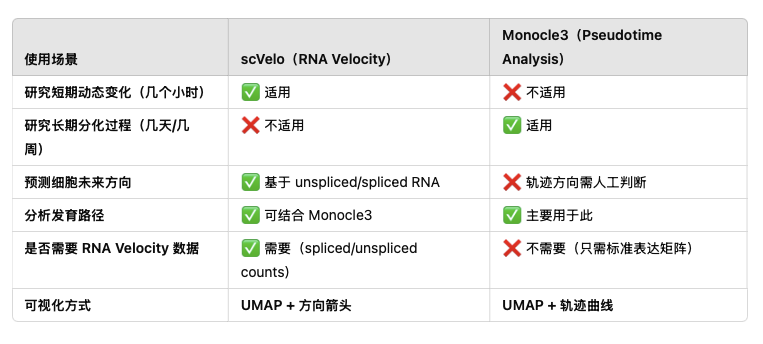 使用场景
scVelo（RNA Velocity）
Monocle3（Pseudotime
Analysis）
研究短期动态变化（几个小时）
✅ 适用
❌ 不适用
研究长期分化过程（几天/几
周）
❌ 不适用
✅ 适用
预测细胞未来方向
✅ 基于 unspliced/spliced RNA
❌ 轨迹方向需人工判断
分析发育路径
✅ 可结合 Monocle3
✅ 主要用于此
是否需要 RNA Velocity 数据
✅ 需要（spliced/unspliced
counts）
❌ 不需要（只需标准表达矩阵）
可视化方式
UMAP + 方向箭头
UMAP + 轨迹曲线